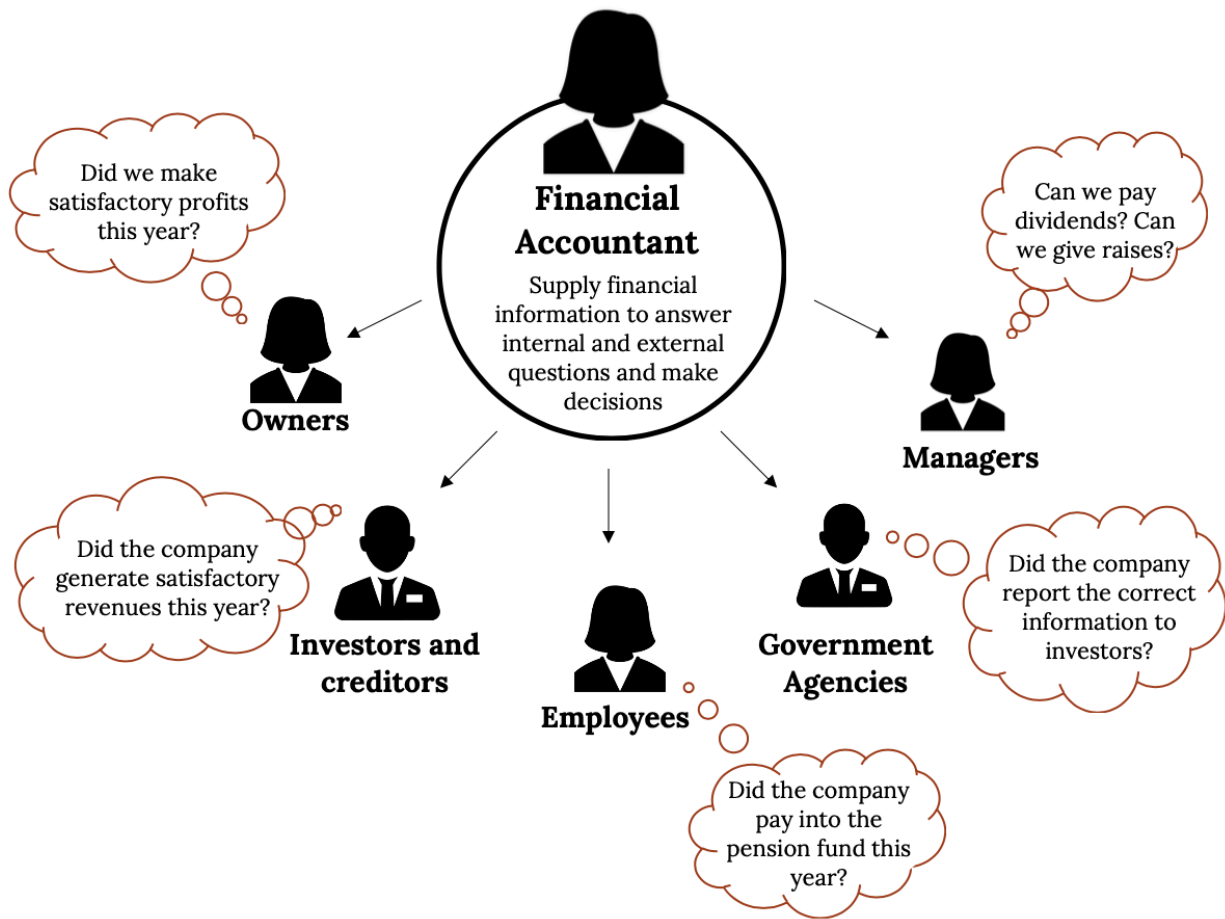 Financial
Accountant
Supply financial
information to answer
internal and external
questions and make
decisions
Did we make
satisfactory profits
this year?
Owners
Can we pay
dividends? Can
we give raises?
Managers
Did the company
generate satisfactory
revenues this year?
Investors and
creditors
Did the company
report the correct
information to
investors?
Government
Agencies
Employees
Did the company
pay into the
pension fund this
year?